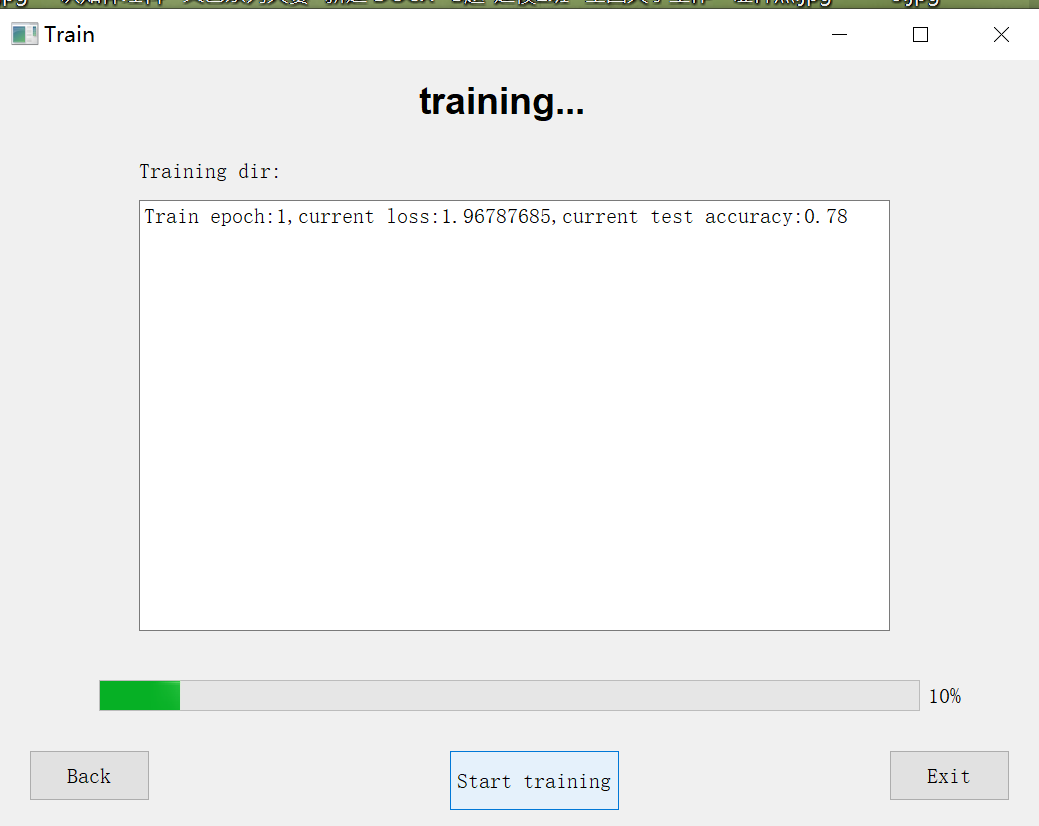 Train
training...
Training dir:
Train epoch:1,current loss:1.96787685,current test accuracy:0.78
10%
Back
Start training
Exit